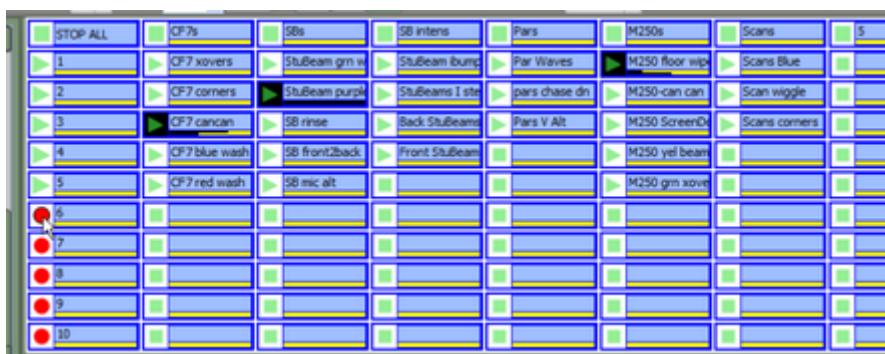 STOP ALL CF7s SBs SB intens Pars M250s Scans 5
1 CF7 xovers StuBeam grn w StuBeam ibump Par Waves M250 floor wip Scans Blue
2 CF7 corners StuBeam purpl StuBeams I ste pars chase dn M250-can can Scan wiggle
3 CF7 cancan SB rinse Back StuBeams Pars V Alt M250 ScreenD Scans corners
4 CF7 blue wash SB front2back Front StuBeam M250 yel beam
5 CF7 red wash SB mic alt M250 grn xove
6
7
8
9
10